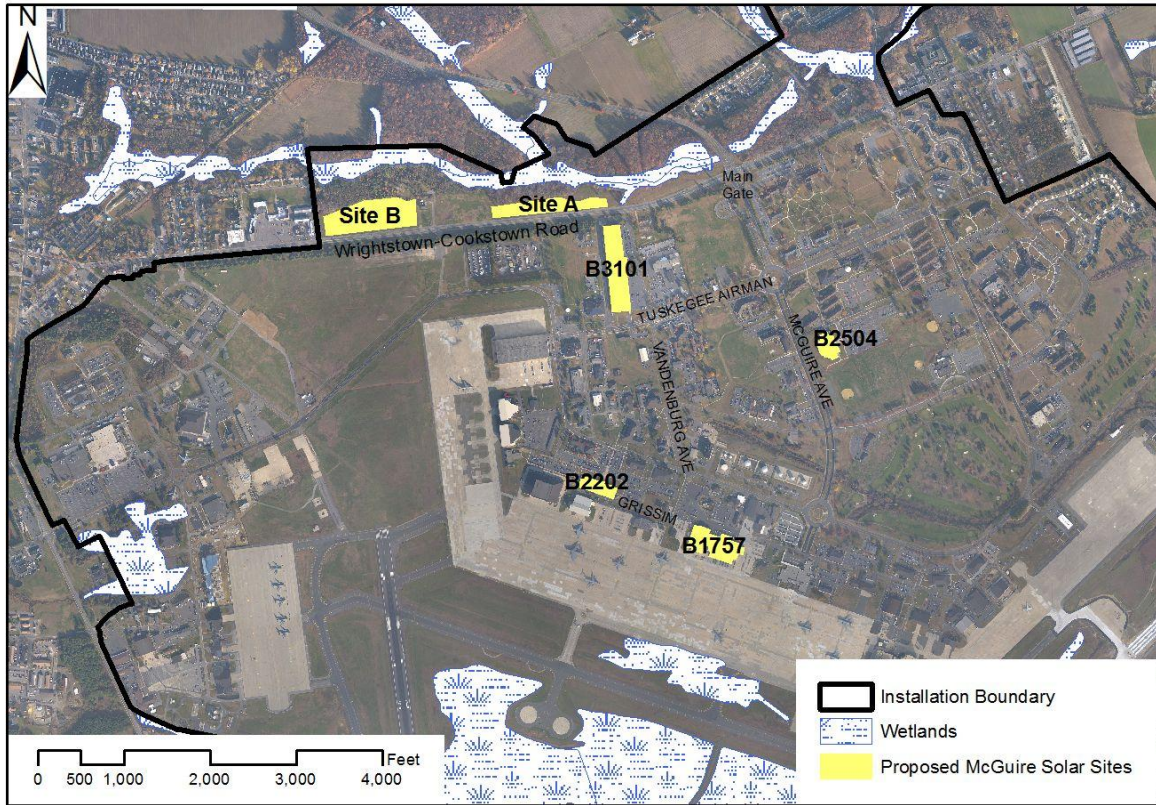 N
Main
Gate
Site B
Site A
Wrightstown-Cookstown Road
B3101
TUSKEGEE AIRMAN
B2504
MCGUIRE AVE
VANDENBURG AVE
B2202
GRISSIM
B1757
Installation Boundary
Wetlands
Proposed McGuire Solar Sites
Feet
0 500 1,000 2,000 3,000 4,000